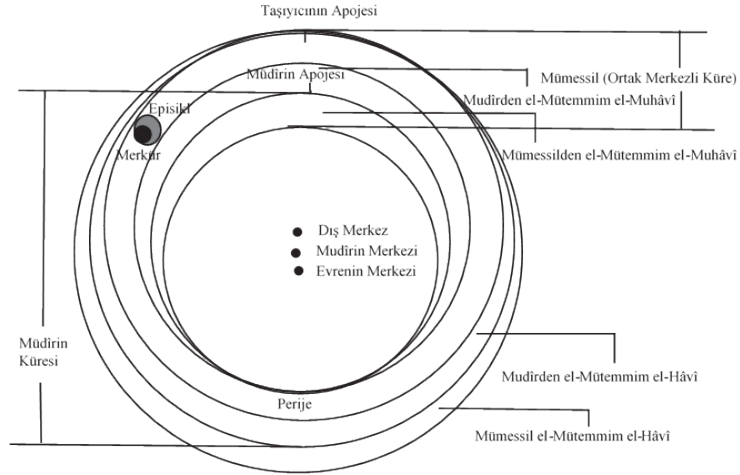 Taşıyıcının Apojesi
Müdîrin Apojesi
Mümessil (Ortak Merkezli Küre)
Mudîrden el-Mütemmim el-Muhâvî
Episikl
Merkür
Mümessilden el-Mütemmim el-Muhâvî
Dış Merkez
Mudîrin Merkezi
Evrenin Merkezi
Müdîrin
Küresi
Mudîrden el-Mütemmim el-Hâvî
Perije
Mümessil el-Mütemmim el-Hâvî